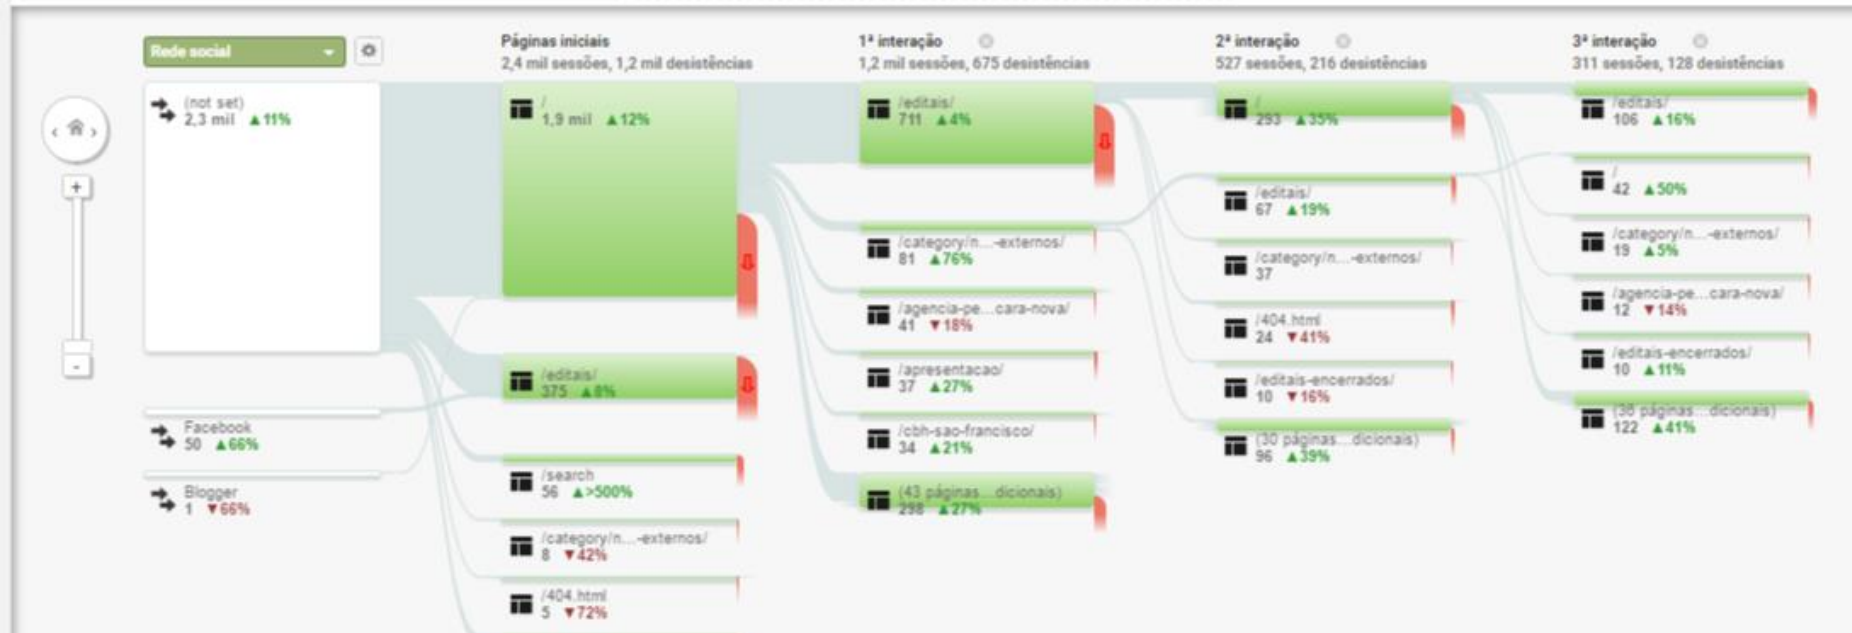 Rede social
(not set)
2,3 mil ▲11%
Facebook
50 ▲66%
Blogger
1 ▼66%
+
-
Páginas iniciais
2,4 mil sessões, 1,2 mil desistências
/
1,9 mil ▲12%
/editais/
375 ▲8%
/search
56 ▲>500%
/category/n...-externos/
8 ▼42%
/404.html
5 ▼72%
1ª interação
1,2 mil sessões, 675 desistências
/editais/
711 ▲4%
/category/n...-externos/
81 ▲76%
/agencia-pe...cara-nova/
41 ▼18%
/apresentacao/
37 ▲27%
/cbh-sao-francisco/
34 ▲21%
(43 páginas...dicionais)
298 ▲27%
2ª interação
527 sessões, 216 desistências
/
293 ▲35%
/editais/
67 ▲19%
/category/n...-externos/
37
/404.html
24 ▼41%
/editais-encerrados/
10 ▼16%
(30 páginas...dicionais)
96 ▲39%
3ª interação
311 sessões, 128 desistências
/editais/
106 ▲16%
/
42 ▲50%
/category/n...-externos/
19 ▲5%
/agencia-pe...cara-nova/
12 ▼14%
/editais-encerrados/
10 ▲11%
(36 páginas...dicionais)
122 ▲41%